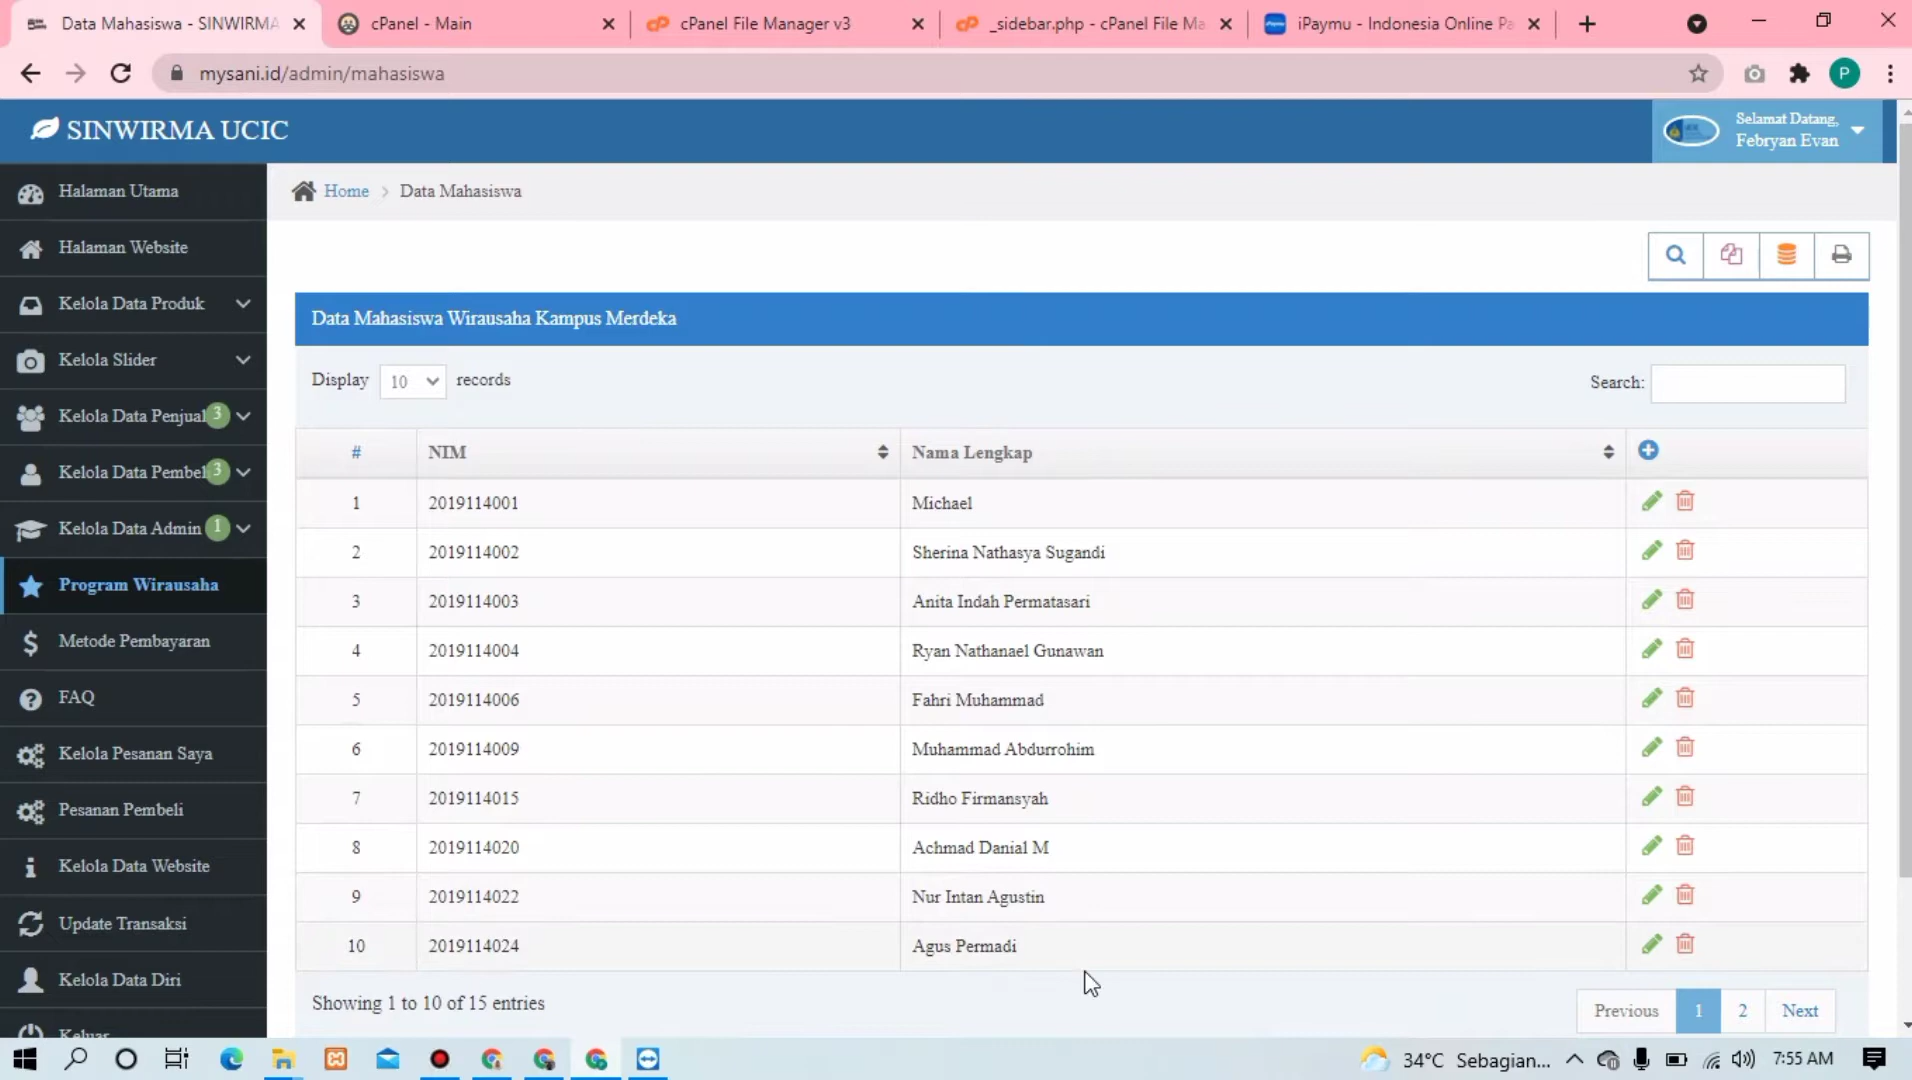 Data Mahasiswa - SINWIRMA
cPanel - Main
cPanel File Manager v3
_sidebar.php - cPanel File Ma
iPaymu - Indonesia Online Pa
mysani.id/admin/mahasiswa
P
SINWIRMA UCIC
Selamat Datang,
Febryan Evan
Halaman Utama
Halaman Website
Kelola Data Produk
Kelola Slider
Kelola Data Penjual 3
Kelola Data Pembel 3
Kelola Data Admin 1
Program Wirausaha
Metode Pembayaran
FAQ
Kelola Pesanan Saya
Pesanan Pembeli
Kelola Data Website
Update Transaksi
Kelola Data Diri
Keluar
Home > Data Mahasiswa
Data Mahasiswa Wirausaha Kampus Merdeka
Display 10 records
Search:
# NIM Nama Lengkap
1 2019114001 Michael
2 2019114002 Sherina Nathasya Sugandi
3 2019114003 Anita Indah Permatasari
4 2019114004 Ryan Nathanael Gunawan
5 2019114006 Fahri Muhammad
6 2019114009 Muhammad Abdurrohim
7 2019114015 Ridho Firmansyah
8 2019114020 Achmad Danial M
9 2019114022 Nur Intan Agustin
10 2019114024 Agus Permadi
Showing 1 to 10 of 15 entries
Previous 1 2 Next
34°C Sebagian... 7:55 AM